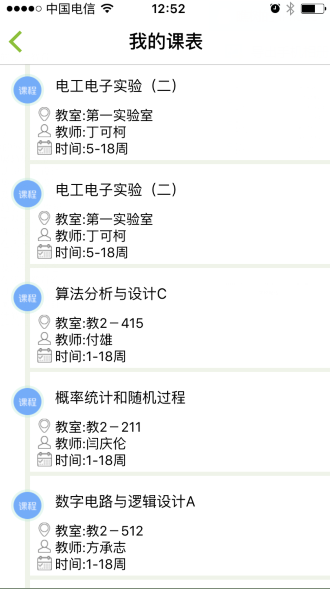 中国电信
12:52
我的课表
课程
电工电子实验（二）
教室:第一实验室
教师:丁可柯
时间:5-18周
课程
电工电子实验（二）
教室:第一实验室
教师:丁可柯
时间:5-18周
课程
算法分析与设计C
教室:教2－415
教师:付雄
时间:1-18周
课程
概率统计和随机过程
教室:教2－211
教师:闫庆伦
时间:1-18周
课程
数字电路与逻辑设计A
教室:教2－512
教师:方承志
时间:1-18周